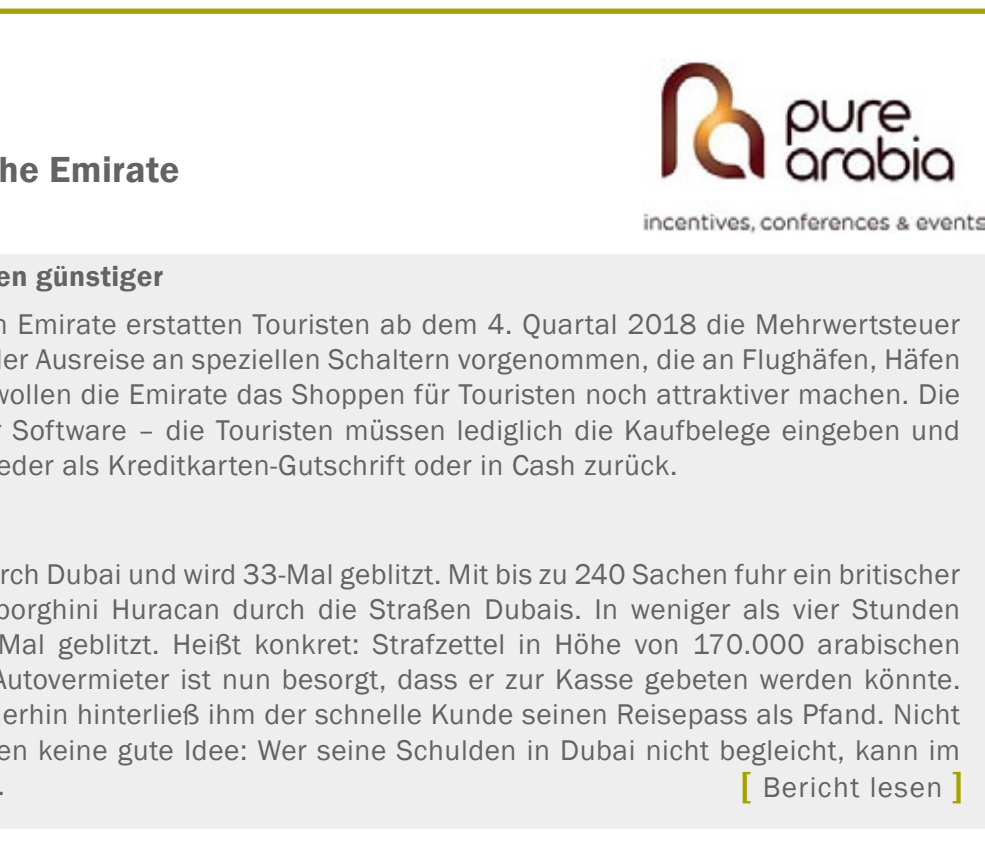 pure
arabia
he Emirate
incentives, conferences & events
en günstiger
n Emirate erstatten Touristen ab dem 4. Quartal 2018 die Mehrwertsteuer
der Ausreise an speziellen Schaltern vorgenommen, die an Flughäfen, Häfen
wollen die Emirate das Shoppen für Touristen noch attraktiver machen. Die
r Software – die Touristen müssen lediglich die Kaufbelege eingeben und
eder als Kreditkarten-Gutschrift oder in Cash zurück.
rch Dubai und wird 33-Mal geblitzt. Mit bis zu 240 Sachen fuhr ein britischer
borghini Huracan durch die Straßen Dubais. In weniger als vier Stunden
Mal geblitzt. Heißt konkret: Strafzettel in Höhe von 170.000 arabischen
Autovermieter ist nun besorgt, dass er zur Kasse gebeten werden könnte.
erhin hinterließ ihm der schnelle Kunde seinen Reisepass als Pfand. Nicht
en keine gute Idee: Wer seine Schulden in Dubai nicht begleicht, kann im
. [ Bericht lesen ]